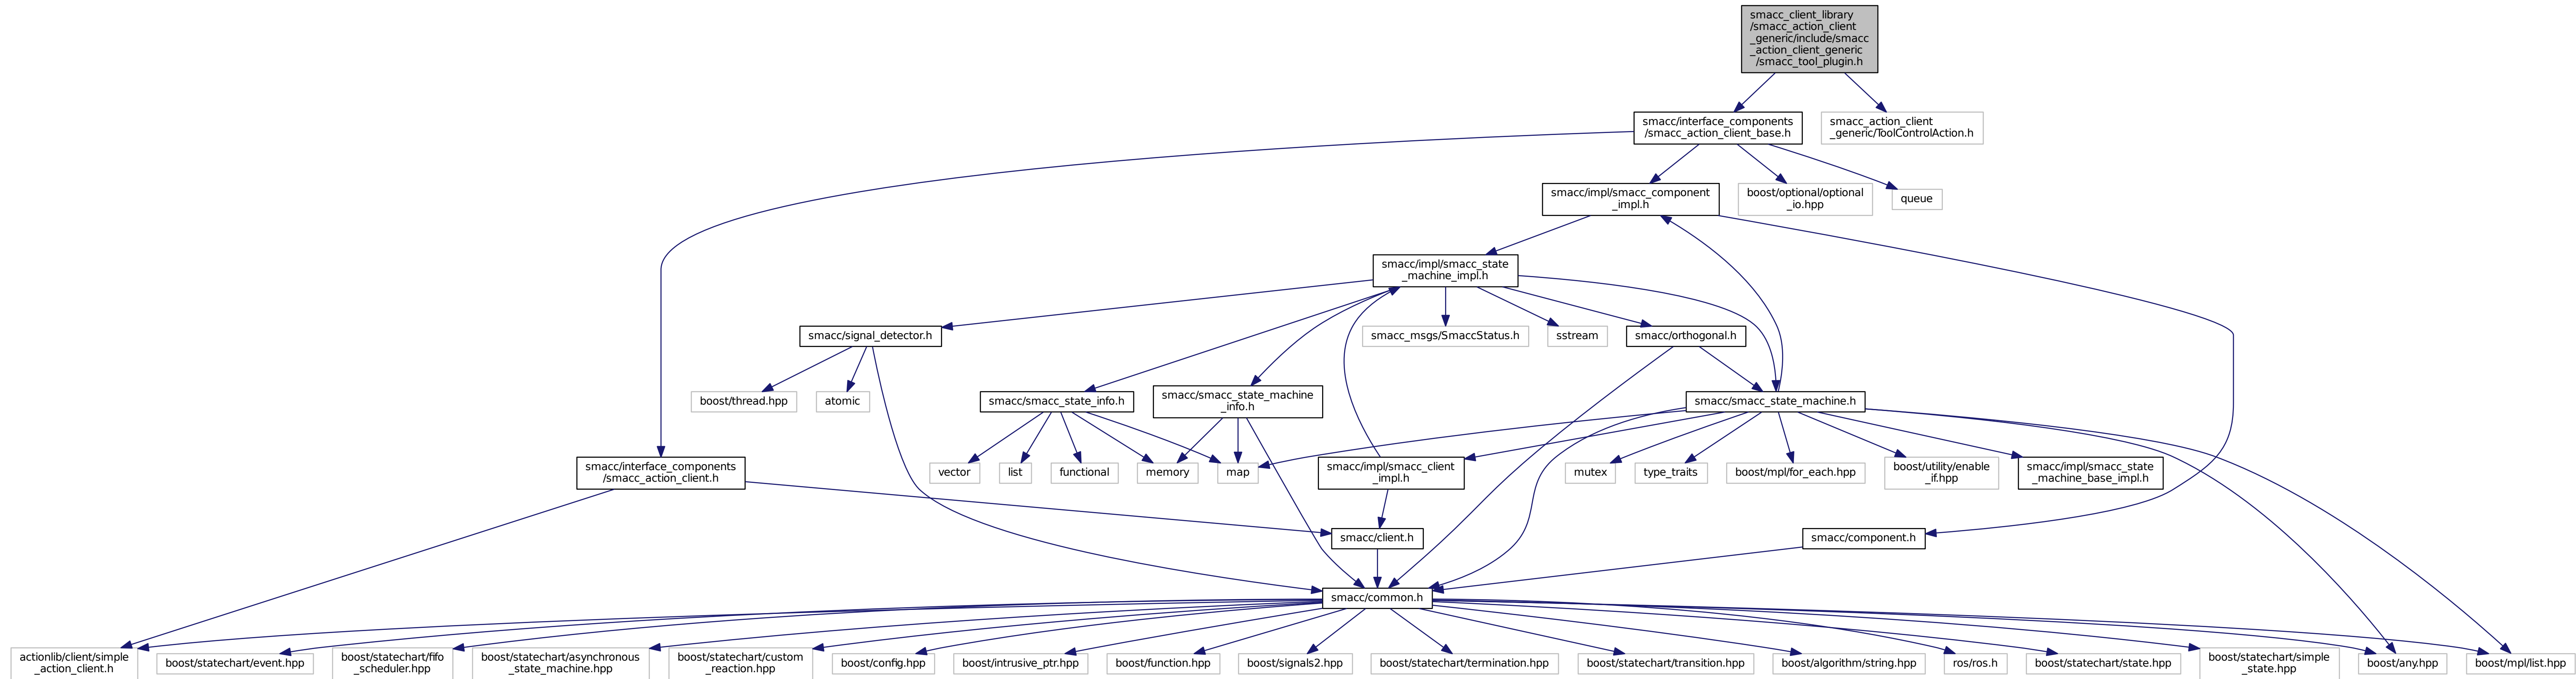 smacc_client_library
/smacc_action_client
_generic/include/smacc
_action_client_generic
/smacc_tool_plugin.h
smacc/interface_components
/smacc_action_client_base.h
smacc_action_client
_generic/ToolControlAction.h
smacc/impl/smacc_component
_impl.h
boost/optional/optional
_io.hpp
queue
smacc/impl/smacc_state
_machine_impl.h
smacc/signal_detector.h
smacc_msgs/SmaccStatus.h
sstream
smacc/orthogonal.h
boost/thread.hpp
atomic
smacc/smacc_state_info.h
smacc/smacc_state_machine
_info.h
smacc/smacc_state_machine.h
smacc/interface_components
/smacc_action_client.h
vector
list
functional
memory
map
smacc/impl/smacc_client
_impl.h
mutex
type_traits
boost/mpl/for_each.hpp
boost/utility/enable
_if.hpp
smacc/impl/smacc_state
_machine_base_impl.h
smacc/client.h
smacc/component.h
smacc/common.h
actionlib/client/simple
_action_client.h
boost/statechart/event.hpp
boost/statechart/fifo
_scheduler.hpp
boost/statechart/asynchronous
_state_machine.hpp
boost/statechart/custom
_reaction.hpp
boost/config.hpp
boost/intrusive_ptr.hpp
boost/function.hpp
boost/signals2.hpp
boost/statechart/termination.hpp
boost/statechart/transition.hpp
boost/algorithm/string.hpp
ros/ros.h
boost/statechart/state.hpp
boost/statechart/simple
_state.hpp
boost/any.hpp
boost/mpl/list.hpp